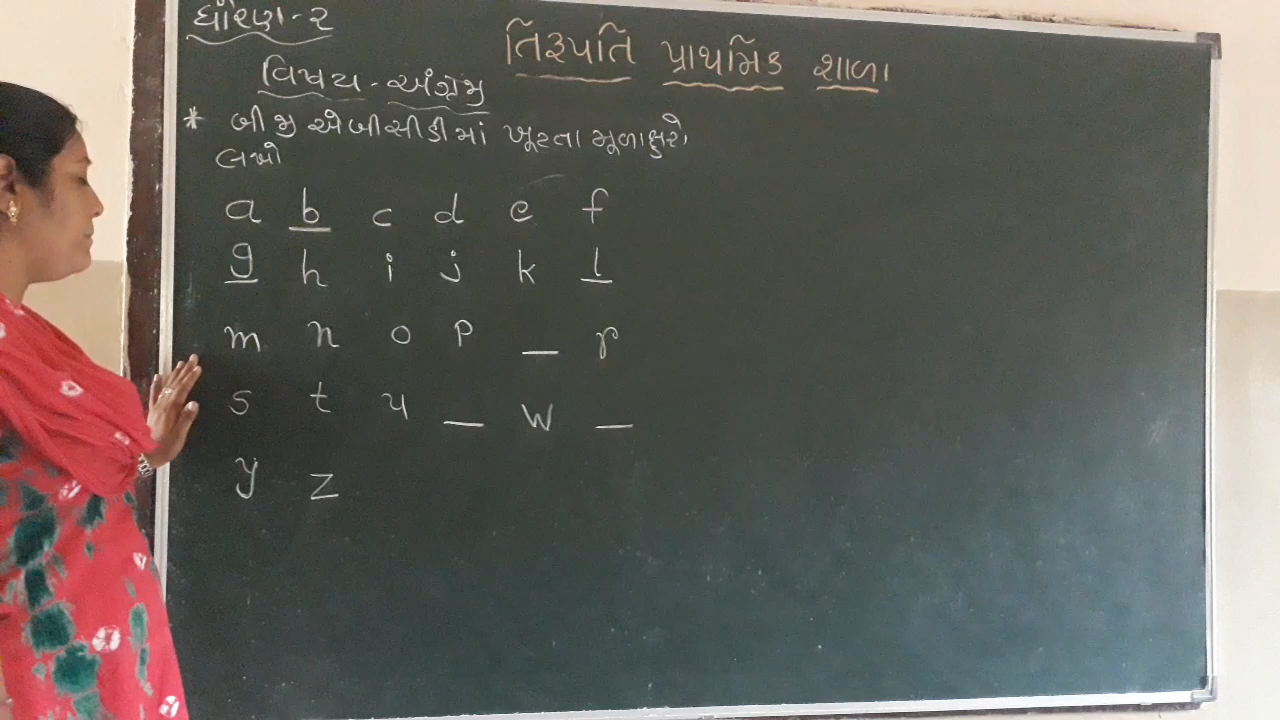 ધોરણ-૨
તિરૂપતિ પ્રાથમિક શાળા
વિષય-અંગ્રેજી
* બીજી એબીસીડીમાં ખૂટતા મૂળાક્ષરો
લખો
a b c d e f
g h i j k l
m n o p _ r
s t u _ w _
y z